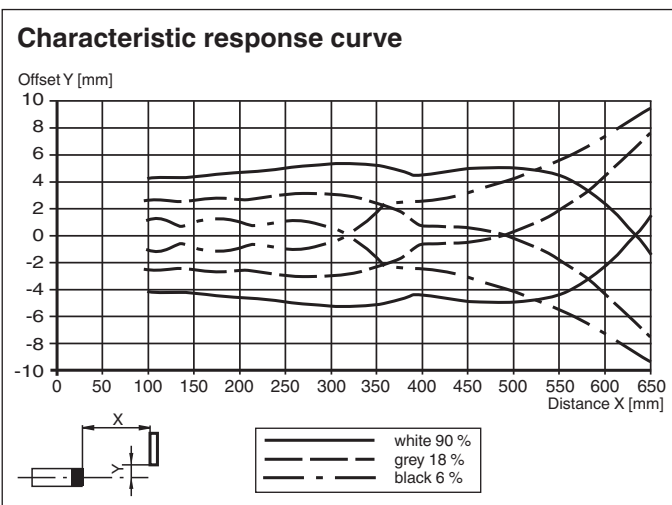 Characteristic response curve
Offset Y [mm]
10
8
6
4
2
0
-2
-4
-6
-8
-10
0 50 100 150 200 250 300 350 400 450 500 550 600 650
Distance X [mm]
X
Y
white 90 %
grey 18 %
black 6 %